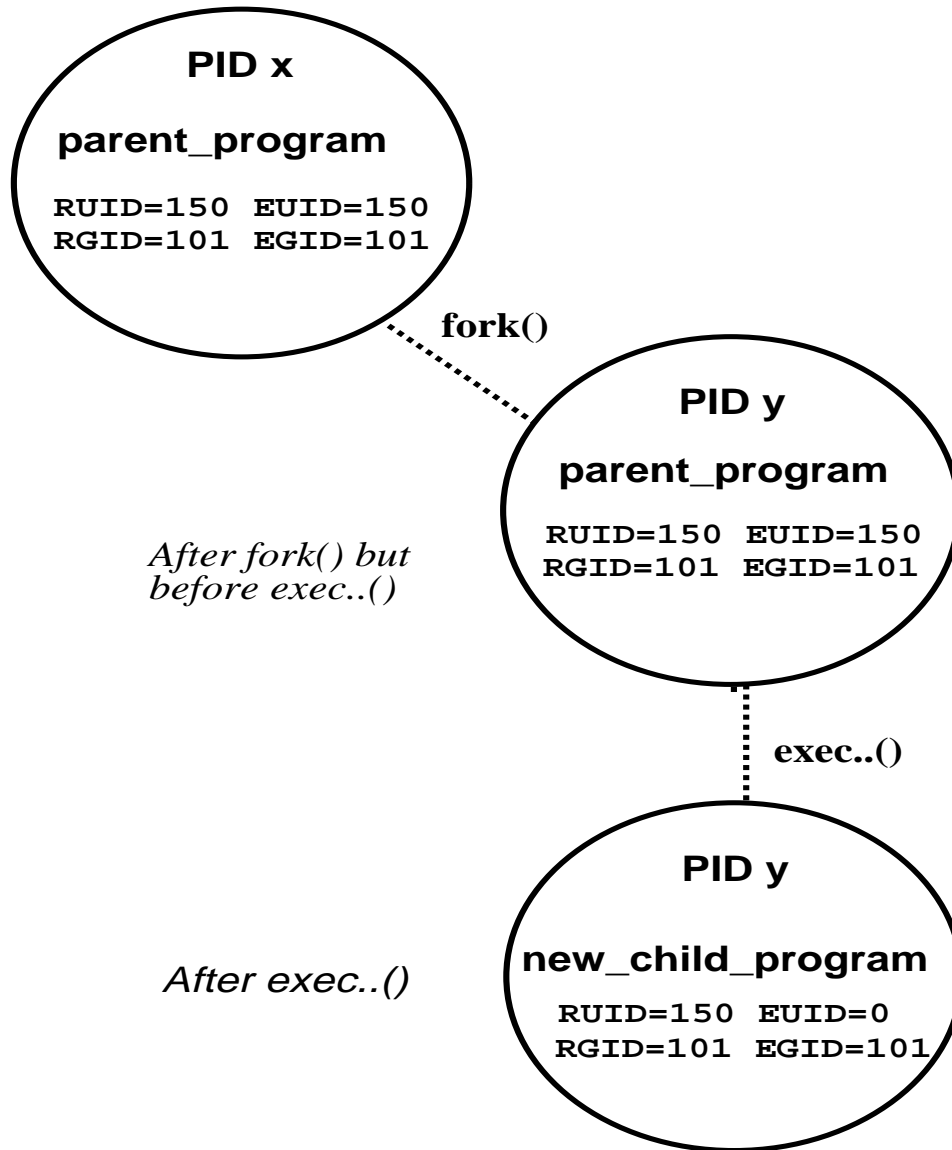 PID x
parent_program
RUID=150 EUID=150
RGID=101 EGID=101
fork()
PID y
parent_program
RUID=150 EUID=150
RGID=101 EGID=101
After fork() but
before exec..()
exec..()
PID y
new_child_program
RUID=150 EUID=0
RGID=101 EGID=101
After exec..()